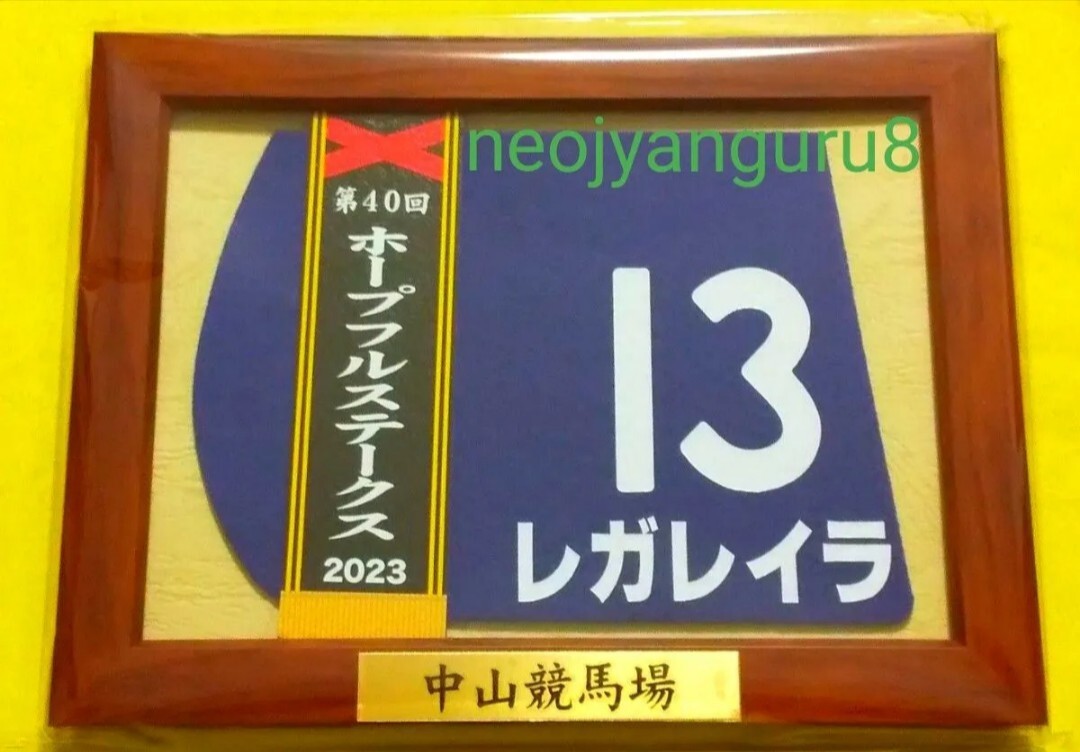 neojyanguru8
第40回
ホープフルステークス
2023
13
レガレイラ
中山競馬場